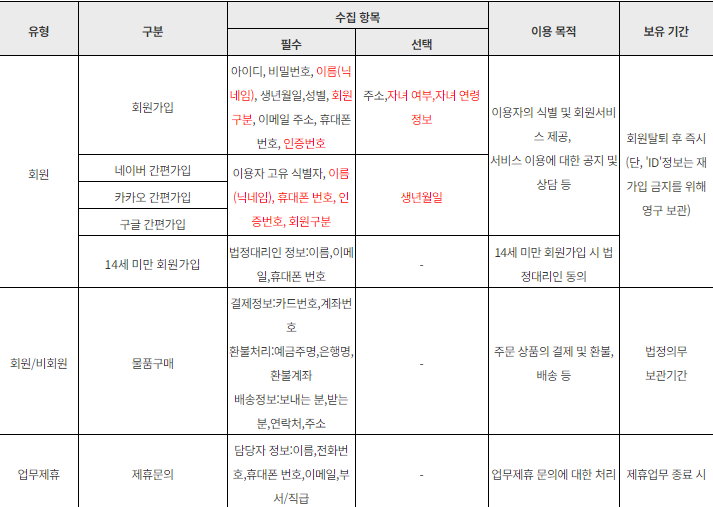 유형
구분
수집 항목
이용 목적
보유 기간
필수
선택
회원
회원가입
아이디, 비밀번호, 이름(닉
네임), 생년월일,성별, 회원
구분, 이메일 주소, 휴대폰
번호, 인증번호
주소,자녀 여부,자녀 연령
정보
이용자의 식별 및 회원서비
스 제공,
서비스 이용에 대한 공지 및
상담 등
회원탈퇴 후 즉시
(단, 'ID'정보는 재
가입 금지를 위해
영구 보관)
네이버 간편가입
카카오 간편가입
구글 간편가입
이용자 고유 식별자, 이름
(닉네임), 휴대폰 번호, 인
증번호, 회원구분
생년월일
14세 미만 회원가입
법정대리인 정보:이름,이메
일,휴대폰 번호
-
14세 미만 회원가입 시 법
정대리인 동의
회원/비회원
물품구매
결제정보:카드번호,계좌번
호
환불처리:예금주명,은행명,
환불계좌
배송정보:보내는 분,받는
분,연락처,주소
-
주문 상품의 결제 및 환불,
배송 등
법정의무
보관기간
업무제휴
제휴문의
담당자 정보:이름,전화번
호,휴대폰 번호,이메일,부
서/직급
-
업무제휴 문의에 대한 처리
제휴업무 종료 시